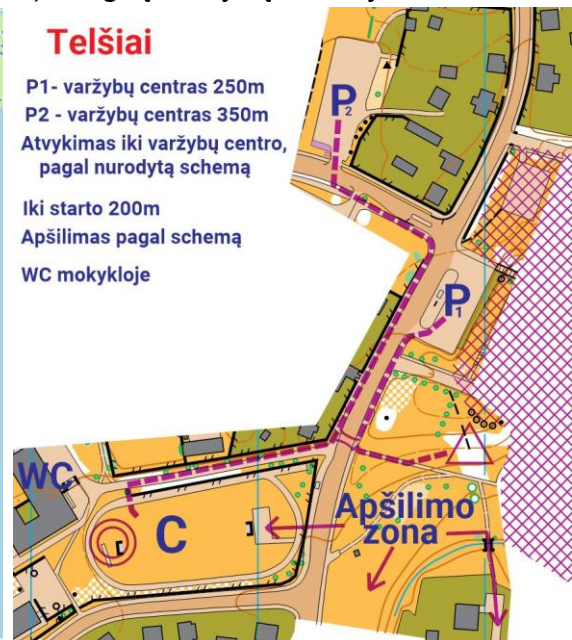 Telšiai
P1- varžybų centras 250m
P2 - varžybų centras 350m
Atvykimas iki varžybų centro,
pagal nurodytą schemą
Iki starto 200m
Apšilimas pagal schemą
WC mokykloje
P2
P1
WC
C
Apšilimo
zona